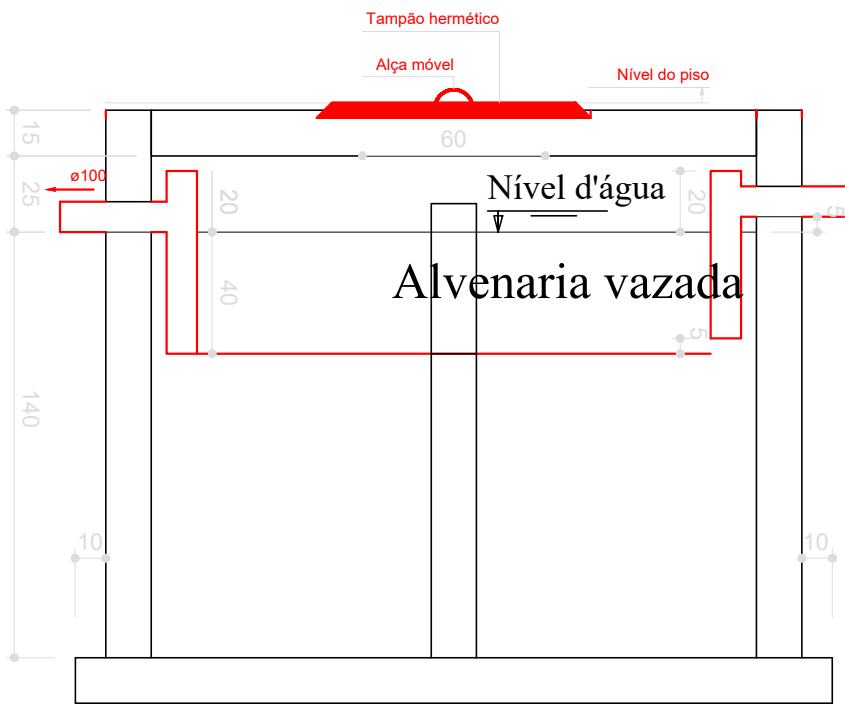 Tampão hermético
Alça móvel
Nível do piso
15
60
ø100
25
20
Nível d'água
20
5
40
Alvenaria vazada
5
140
10
10